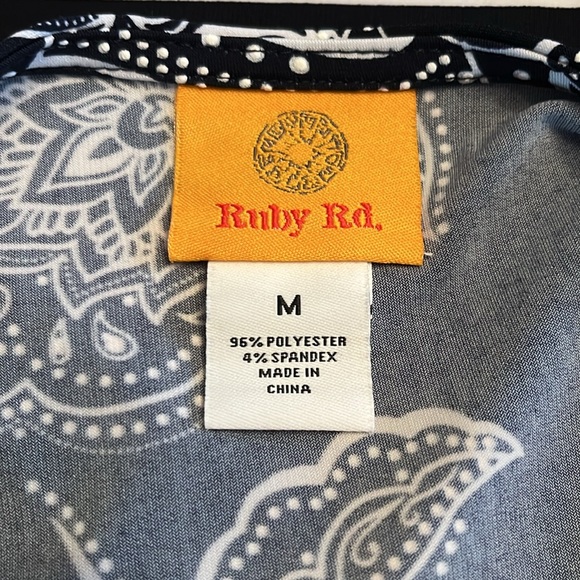 Ruby Rd.
M
96% POLYESTER
4% SPANDEX
MADE IN
CHINA